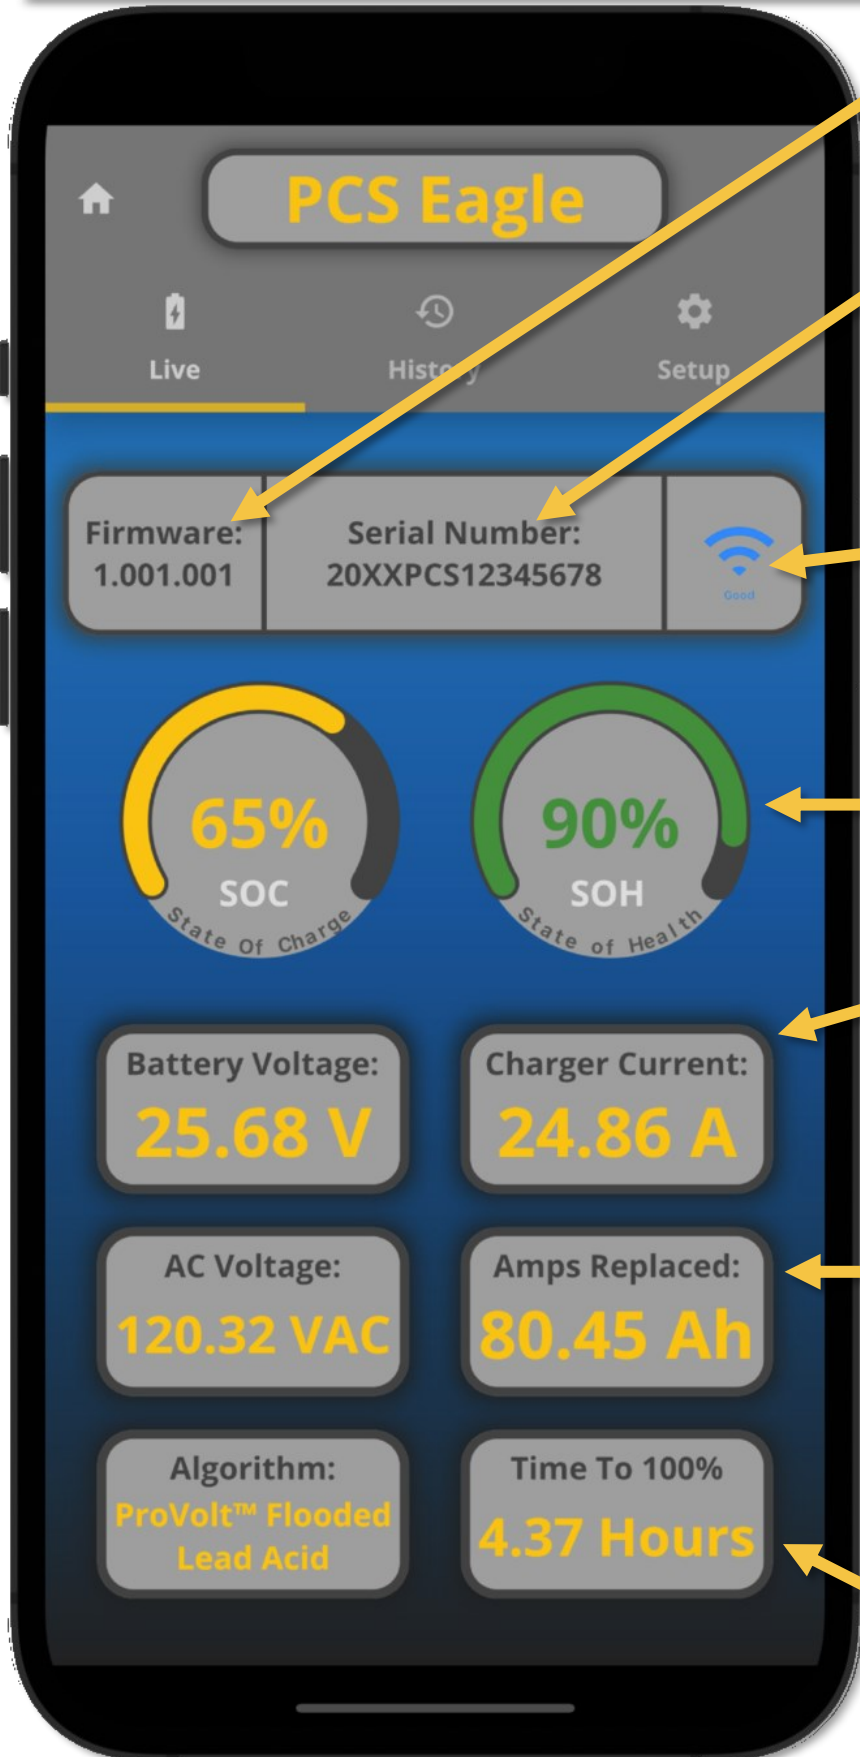 PCS Eagle
Live
History
Setup
Firmware:
1.001.001
Serial Number:
20XXPCS12345678
Good
65%
SOC
State Of Charge
90%
SOH
State of Health
Battery Voltage:
25.68 V
Charger Current:
24.86 A
AC Voltage:
120.32 VAC
Amps Replaced:
80.45 Ah
Algorithm:
ProVolt™ Flooded
Lead Acid
Time To 100%
4.37 Hours